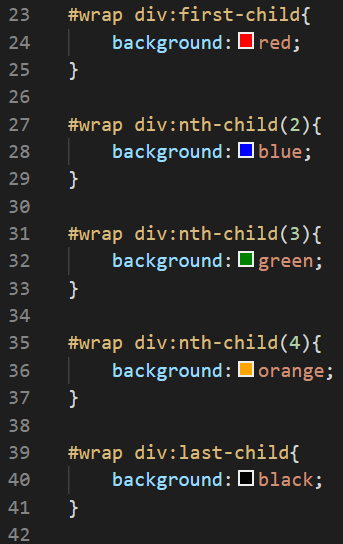 23 #wrap div:first-child{
24 background: red;
25 }
26
27 #wrap div:nth-child(2){
28 background: blue;
29 }
30
31 #wrap div:nth-child(3){
32 background: green;
33 }
34
35 #wrap div:nth-child(4){
36 background: orange;
37 }
38
39 #wrap div:last-child{
40 background: black;
41 }
42